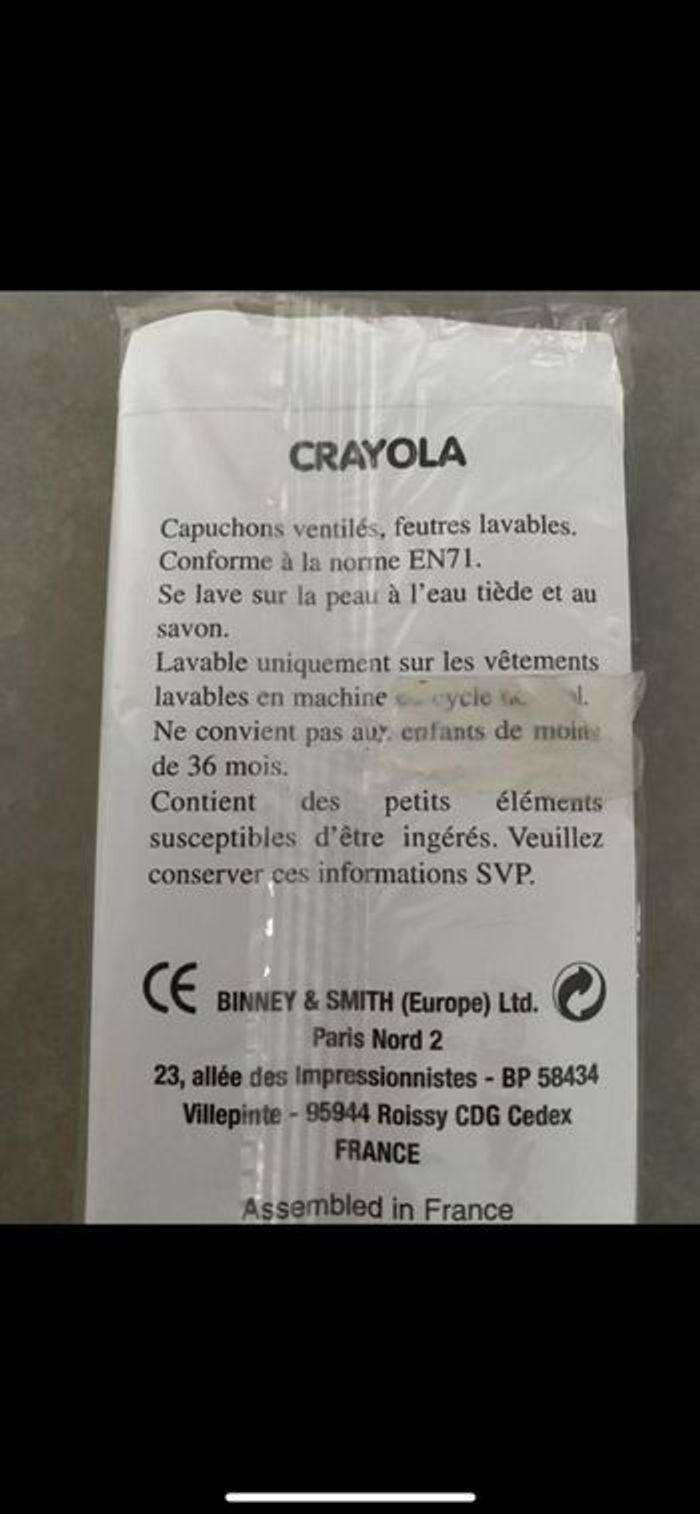 CRAYOLA
Capuchons ventilés, feutres lavables.
Conforme à la norme EN71.
Se lave sur la peau à l'eau tiède et au
savon.
Lavable uniquement sur les vêtements
lavables en machine cycle
Ne convient pas aux enfants de moins
de 36 mois.
Contient des petits éléments
susceptibles d'être ingérés. Veuillez
conserver ces informations SVP.
CE BINNEY & SMITH (Europe) Ltd.
Paris Nord 2
23, allée des Impressionnistes - BP 58434
Villepinte - 95944 Roissy CDG Cedex
FRANCE
Assembled in France